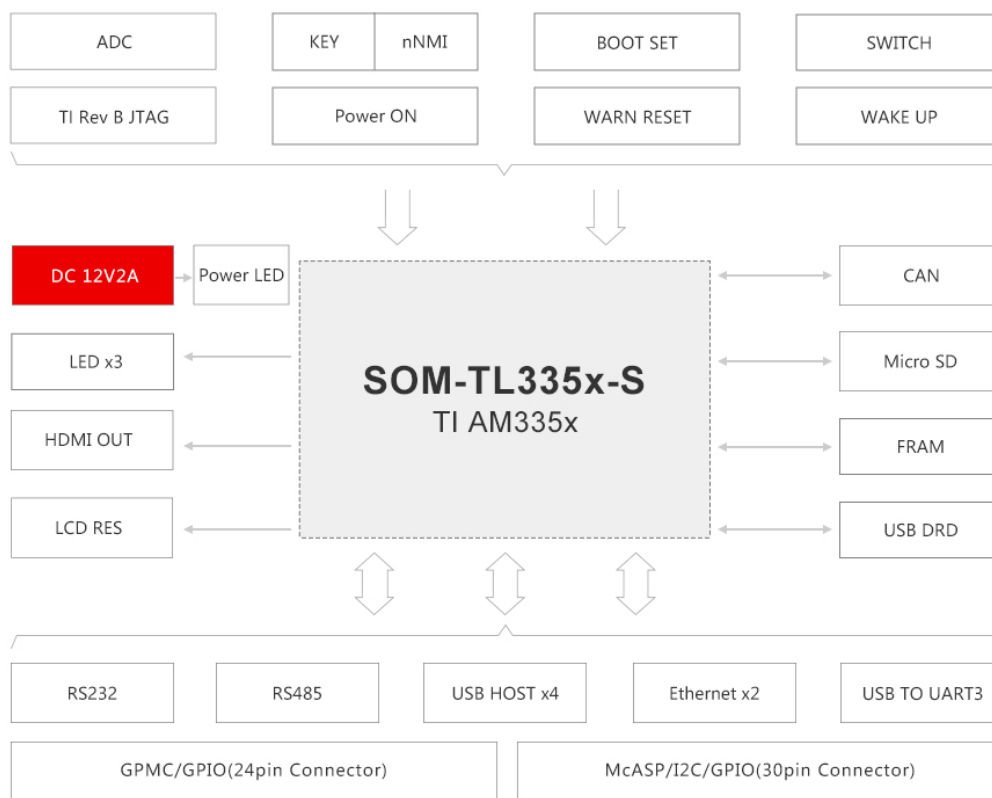 ADC
KEY
nNMI
BOOT SET
SWITCH
TI Rev B JTAG
Power ON
WARN RESET
WAKE UP
DC 12V2A
Power LED
CAN
LED x3
Micro SD
SOM-TL335x-S
TI AM335x
HDMI OUT
FRAM
LCD RES
USB DRD
RS232
RS485
USB HOST x4
Ethernet x2
USB TO UART3
GPMC/GPIO(24pin Connector)
McASP/I2C/GPIO(30pin Connector)